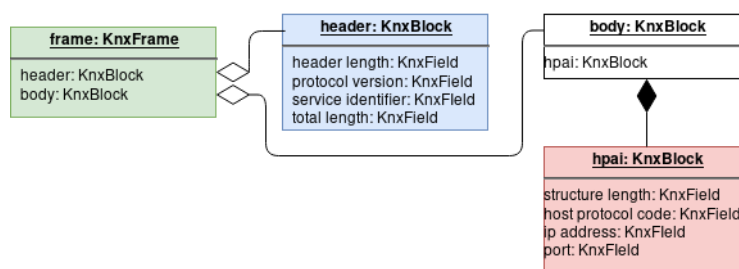 frame: KnxFrame
header: KnxBlock
body: KnxBlock
header: KnxBlock
header length: KnxField
protocol version: KnxField
service identifier: KnxFIeld
total length: KnxField
body: KnxBlock
hpai: KnxBlock
hpai: KnxBlock
structure length: KnxField
host protocol code: KnxField
ip address: KnxFIeld
port: KnxFIeld